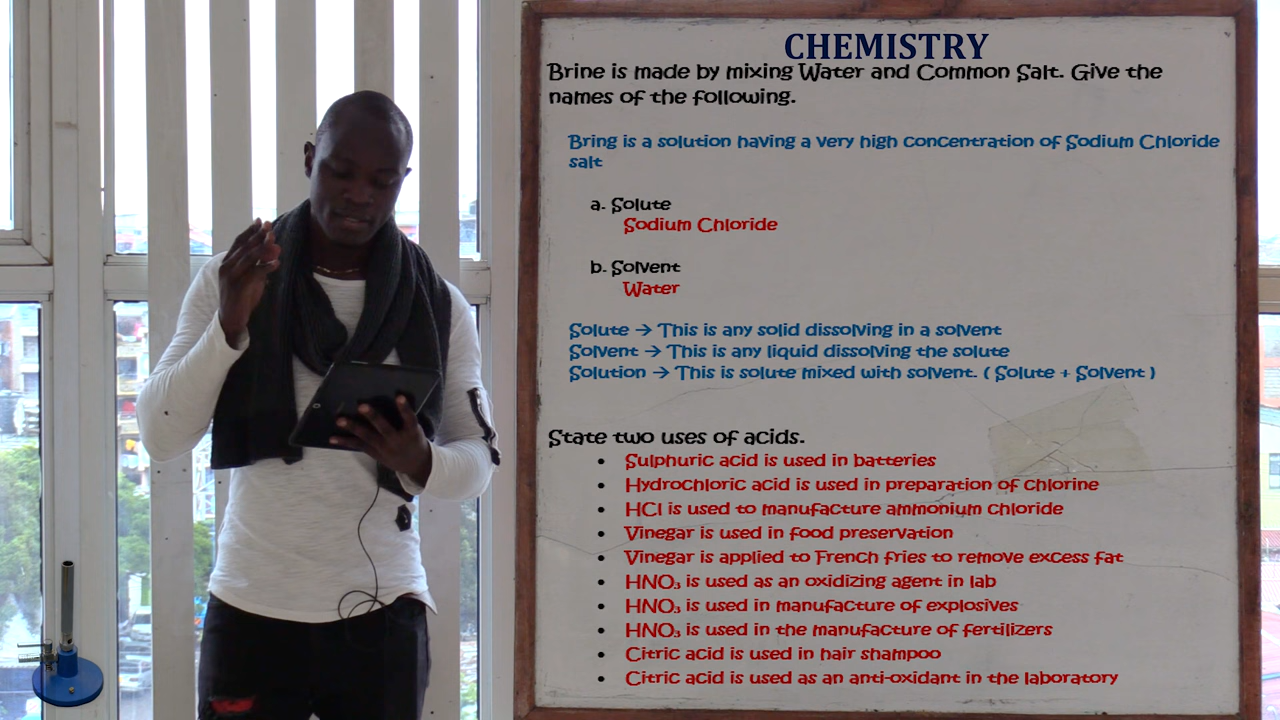 CHEMISTRY
Brine is made by mixing Water and Common Salt. Give the
names of the following.
Bring is a solution having a very high concentration of Sodium Chloride
salt
a. Solute
Sodium Chloride
b. Solvent
Water
Solute → This is any solid dissolving in a solvent
Solvent → This is any liquid dissolving the solute
Solution → This is solute mixed with solvent. ( Solute + Solvent )
State two uses of acids.
• Sulphuric acid is used in batteries
• Hydrochloric acid is used in preparation of chlorine
• HCl is used to manufacture ammonium chloride
• Vinegar is used in food preservation
• Vinegar is applied to French fries to remove excess fat
• HNO₃ is used as an oxidizing agent in lab
• HNO₃ is used in manufacture of explosives
• HNO₃ is used in the manufacture of fertilizers
• Citric acid is used in hair shampoo
• Citric acid is used as an anti-oxidant in the laboratory